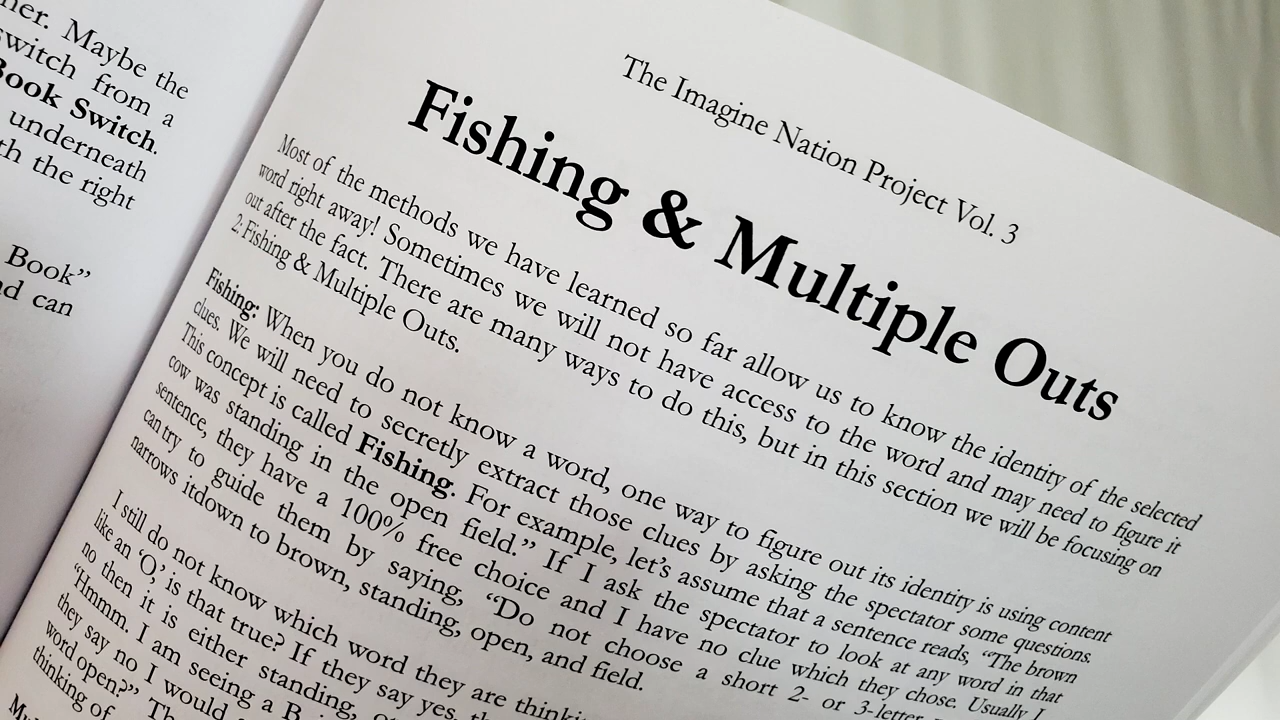 Maybe the
switch from a
Book Switch.
underneath
the right
Book”
can
The Imagine Nation Project Vol. 3
Fishing & Multiple Outs
Most of the methods we have learned so far allow us to know the identity of the selected
word right away! Sometimes we will not have access to the word and may need to figure it
out after the fact. There are many ways to do this, but in this section we will be focusing on
2: Fishing & Multiple Outs.
Fishing: When you do not know a word, one way to figure out its identity is using content
clues. We will need to secretly extract those clues by asking the spectator some questions.
This concept is called Fishing. For example, let’s assume that a sentence reads, “The brown
cow was standing in the open field.” If I ask the spectator to look at any word in that
sentence, they have a 100% free choice and I have no clue which they chose. Usually I
can try to guide them by saying, “Do not choose a short 2- or 3-letter
narrows itdown to brown, standing, open, and field.
I still do not know which word they are
like an ‘O,’ is that true? If they say yes,
no then it is either standing,
“Hmmm. I am seeing a B
they say no I would
word open?”
thinking of